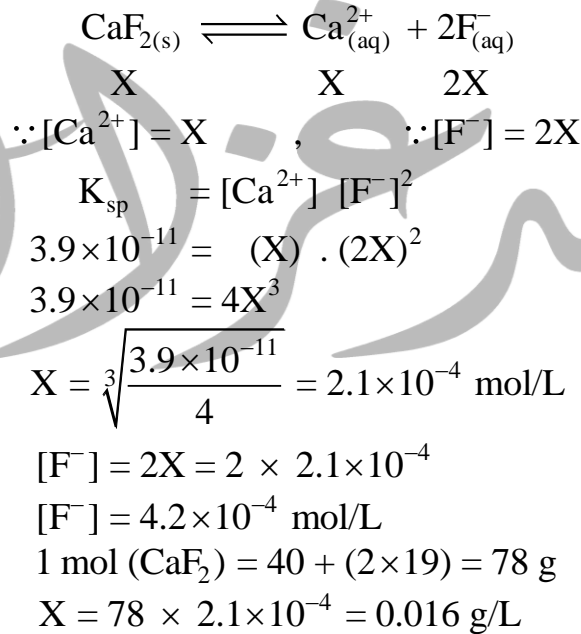 CaF₂₍ₛ₎ ⇌ Ca²⁺₍aq₎ + 2F⁻₍aq₎
X X 2X
∵[Ca²⁺] = X , ∵[F⁻] = 2X
Kₛₚ = [Ca²⁺] [F⁻]²
3.9×10⁻¹¹ = (X) . (2X)²
3.9×10⁻¹¹ = 4X³
X = ∛(3.9×10⁻¹¹ / 4) = 2.1×10⁻⁴ mol/L
[F⁻] = 2X = 2 × 2.1×10⁻⁴
[F⁻] = 4.2×10⁻⁴ mol/L
1 mol (CaF₂) = 40 + (2×19) = 78 g
X = 78 × 2.1×10⁻⁴ = 0.016 g/L